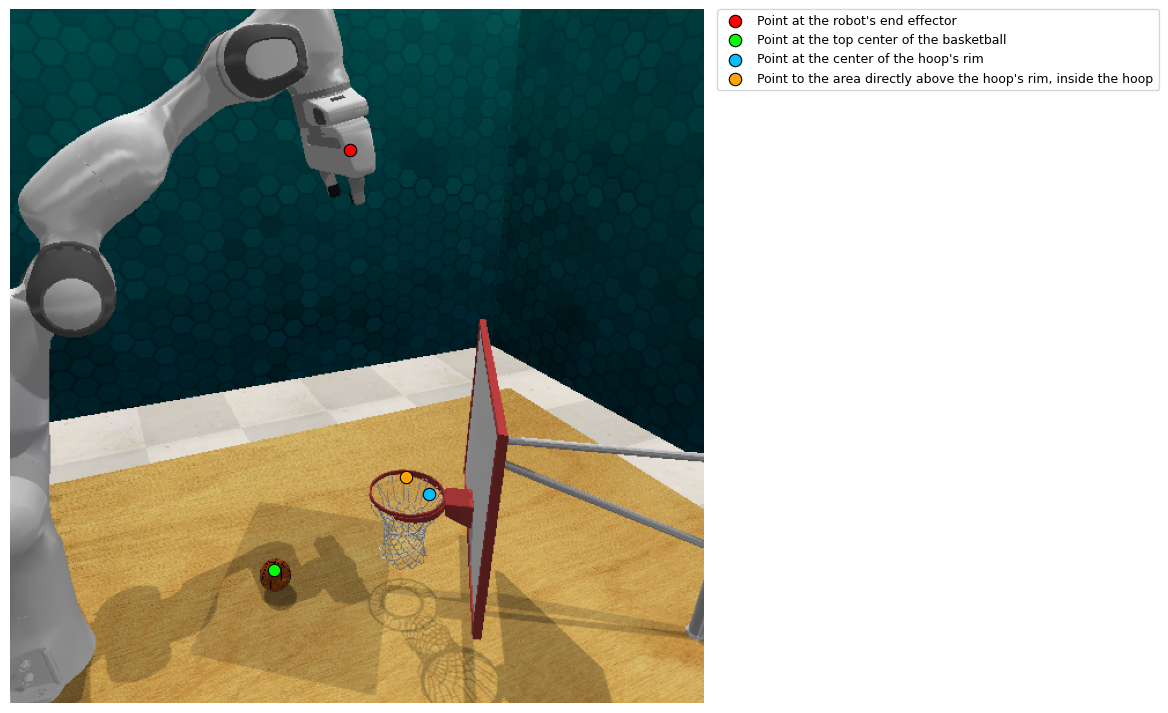 Point at the robot's end effector
Point at the top center of the basketball
Point at the center of the hoop's rim
Point to the area directly above the hoop's rim, inside the hoop